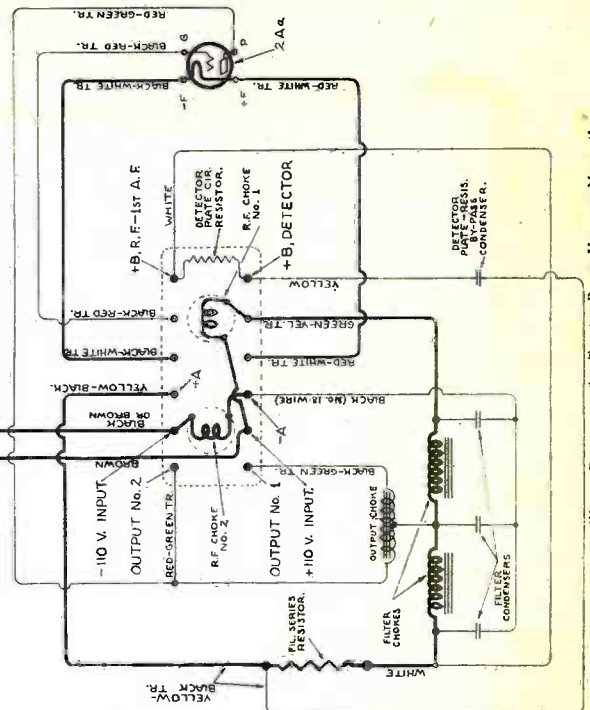 RED-GREEN TR.
BLACK-RED TR.
BLACK-WHITE TR.
G
P
-F
+F
2Aa
RED-WHITE TR.
+B, R.F.-1ST A.F.
WHITE
DETECTOR
PLATE CIR.
RESISTOR.
R.F. CHOKE
No. 1
+B, DETECTOR
YELLOW
DETECTOR
PLATE-RESIS.
BY-PASS
CONDENSER.
BLACK-RED TR.
GREEN-YEL. TR.
BLACK-WHITE TR.
RED-WHITE TR.
YELLOW-BLACK.
+A
BLACK (No. 18 WIRE)
-A
BLACK
OR BROWN
BROWN
-110 V. INPUT.
OUTPUT No. 2
RED-GREEN TR.
R.F. CHOKE
No. 2
OUTPUT No. 1
+110 V. INPUT.
BLACK-GREEN TR.
OUTPUT CHOKE
FILTER
CHOKES
FILTER
CONDENSERS
FIL. SERIES
RESISTOR.
WHITE
YELLOW-
BLACK TR.